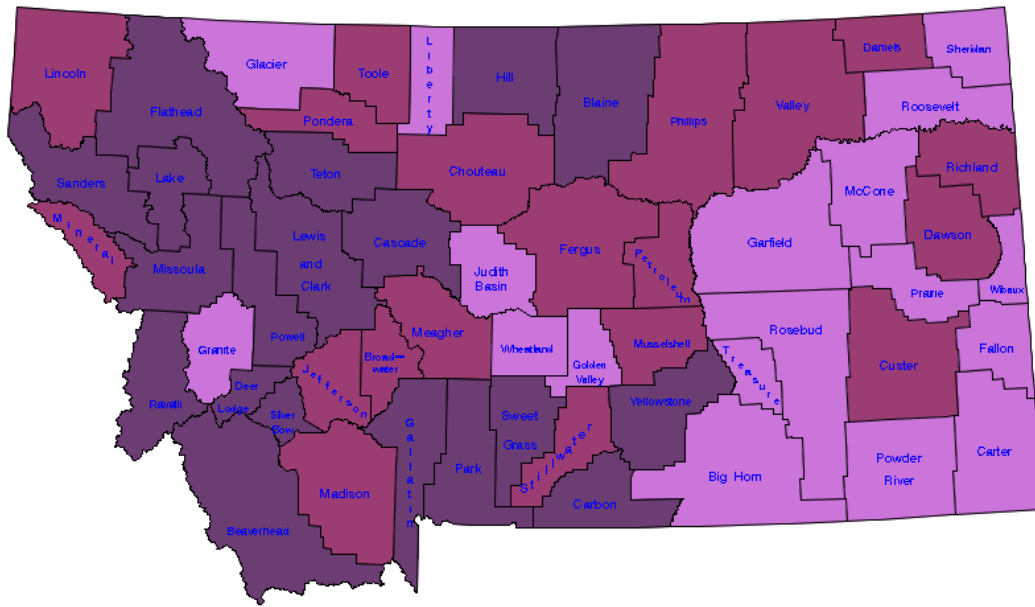 Lincoln
Flathead
Glacier
Toole
Liberty
Hill
Blaine
Phillips
Valley
Daniels
Sheridan
Roosevelt
Pondera
Chouteau
Teton
Sanders
Lake
Mineral
Missoula
Lewis
and
Clark
Cascade
Judith
Basin
Fergus
Petroleum
Garfield
McCone
Richland
Dawson
Prarie
Wibaux
Powell
Granite
Ravalli
Deer
Lodge
Silver
Bow
Jefferson
Broad-
water
Meagher
Wheatland
Golden
Valley
Musselshell
Treasure
Rosebud
Custer
Fallon
Beaverhead
Madison
Gallatin
Park
Sweet
Grass
Stillwater
Yellowstone
Carbon
Big Horn
Powder
River
Carter